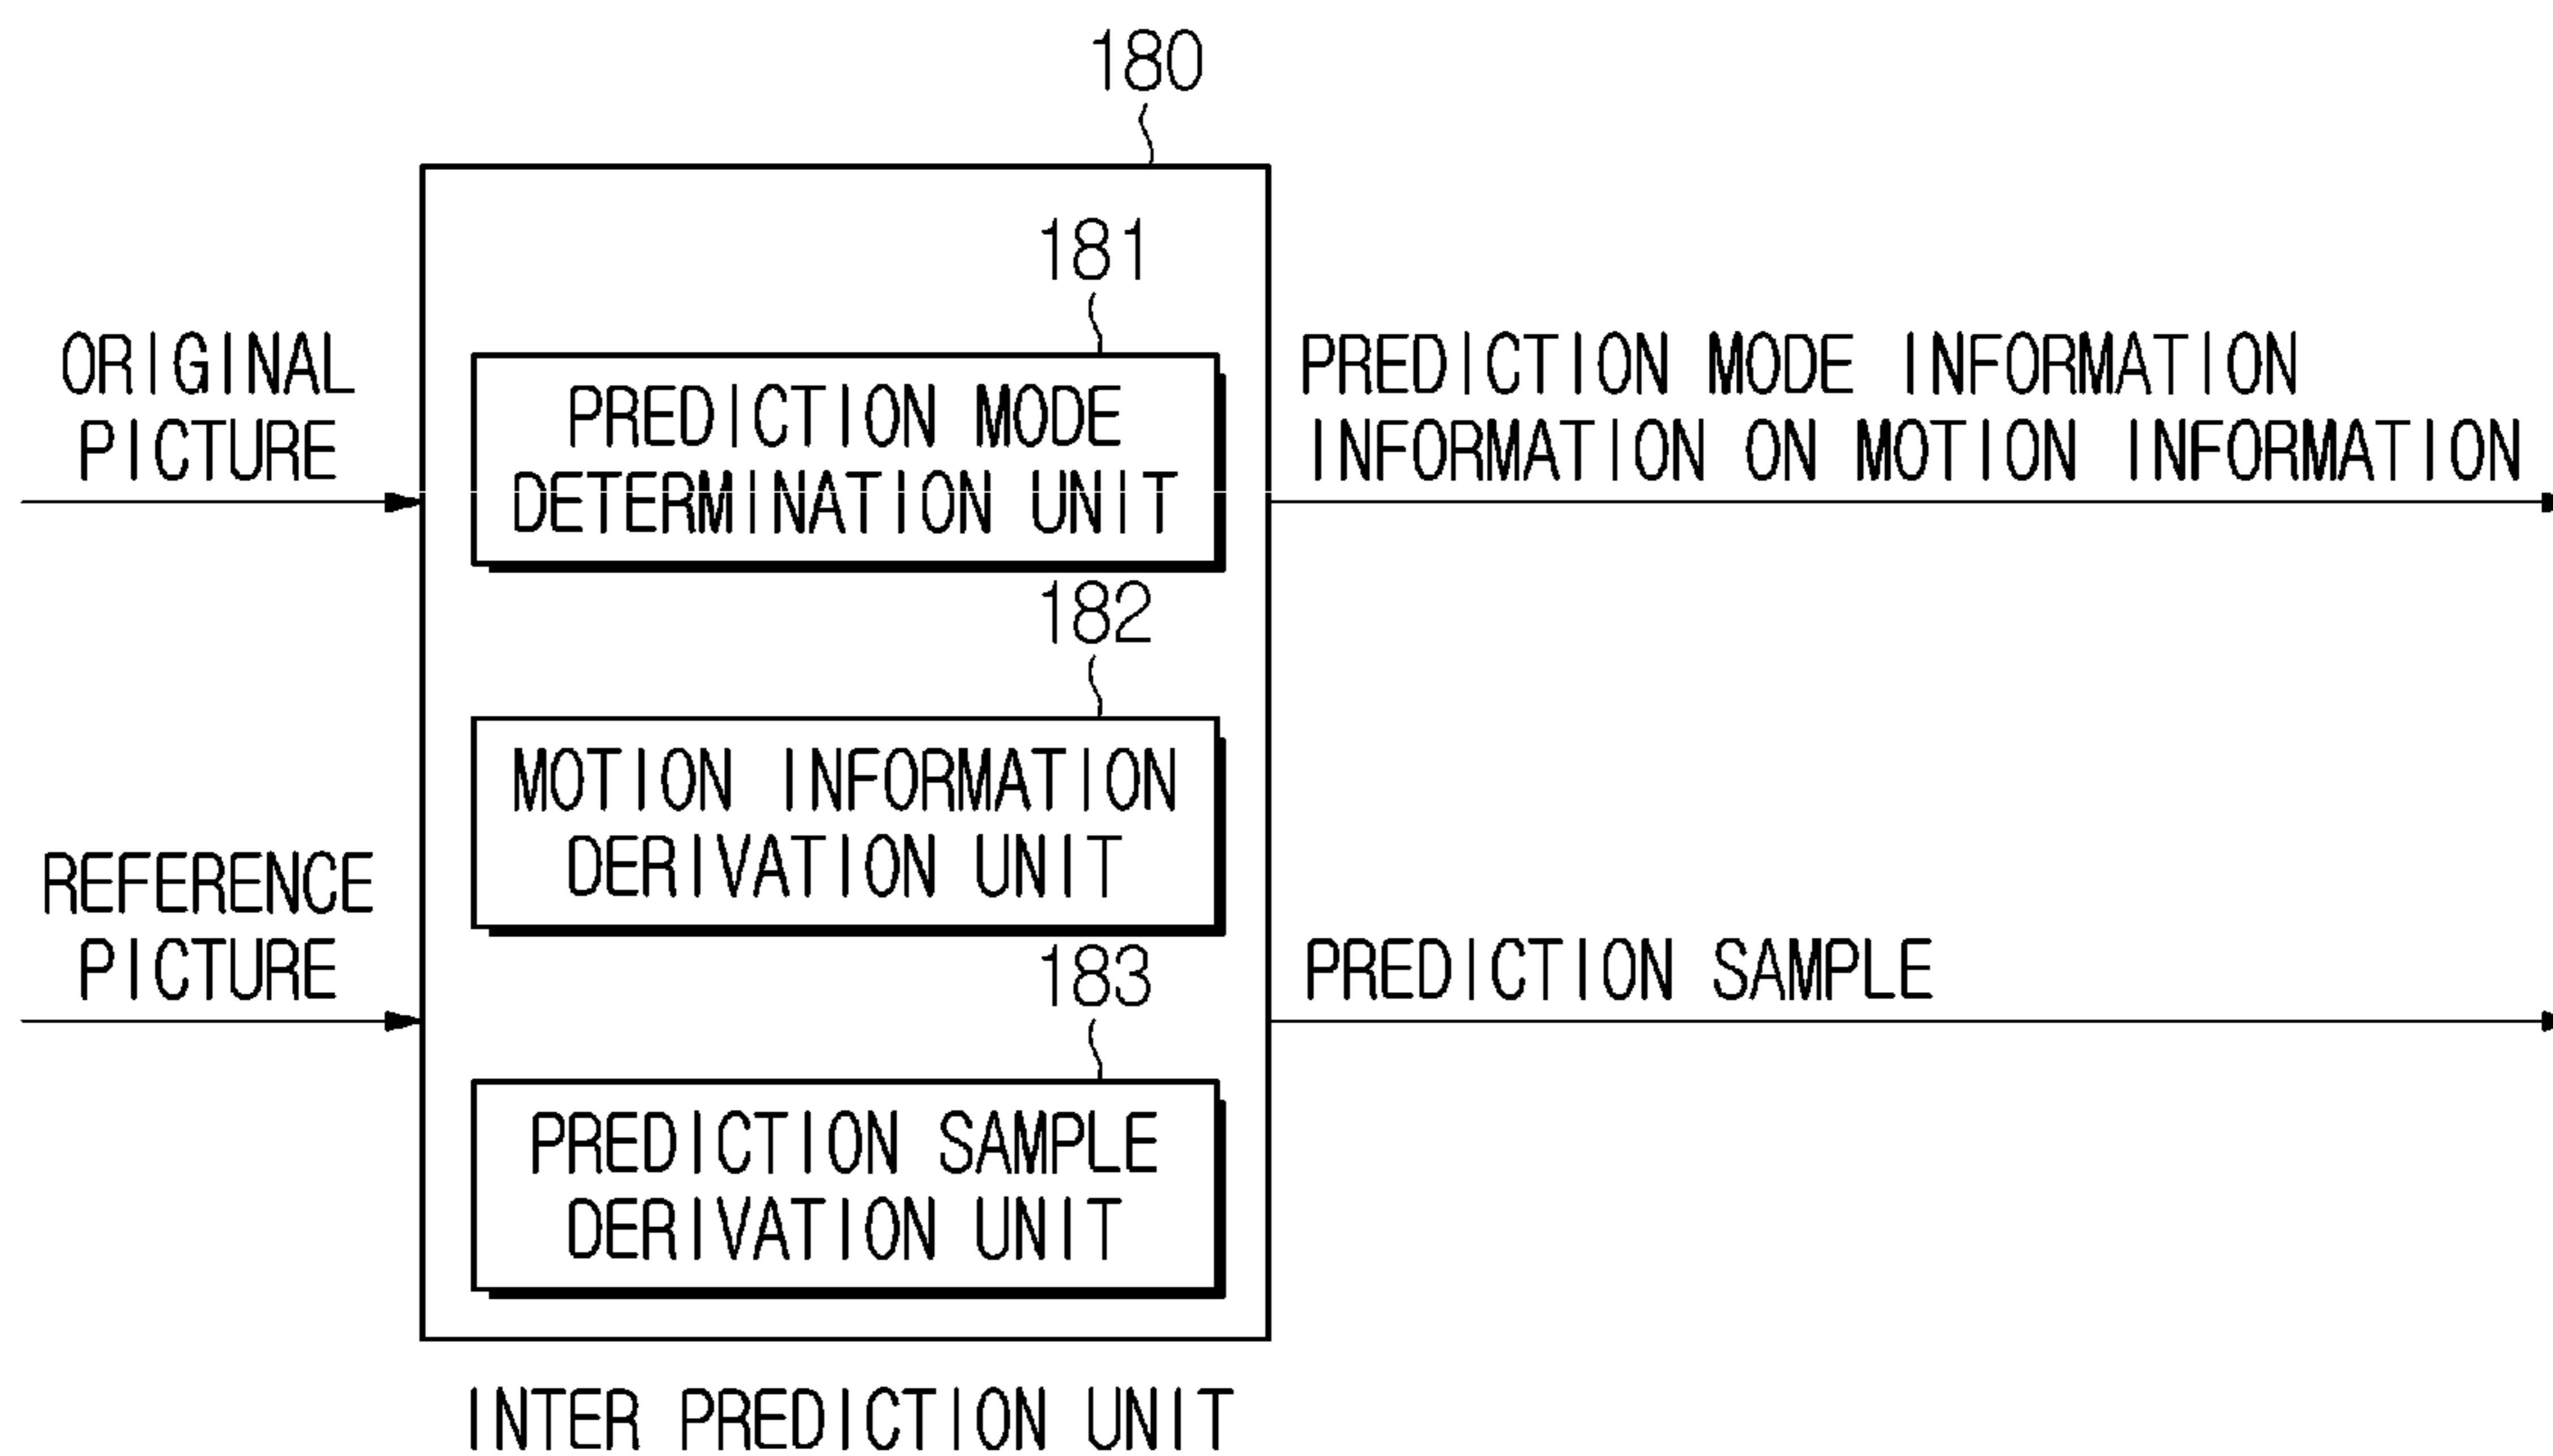 180
181
ORIGINAL
PICTURE
PREDICTION MODE
DETERMINATION UNIT
PREDICTION MODE INFORMATION
INFORMATION ON MOTION INFORMATION
182
MOTION INFORMATION
DERIVATION UNIT
REFERENCE
PICTURE
183
PREDICTION SAMPLE
PREDICTION SAMPLE
DERIVATION UNIT
INTER PREDICTION UNIT